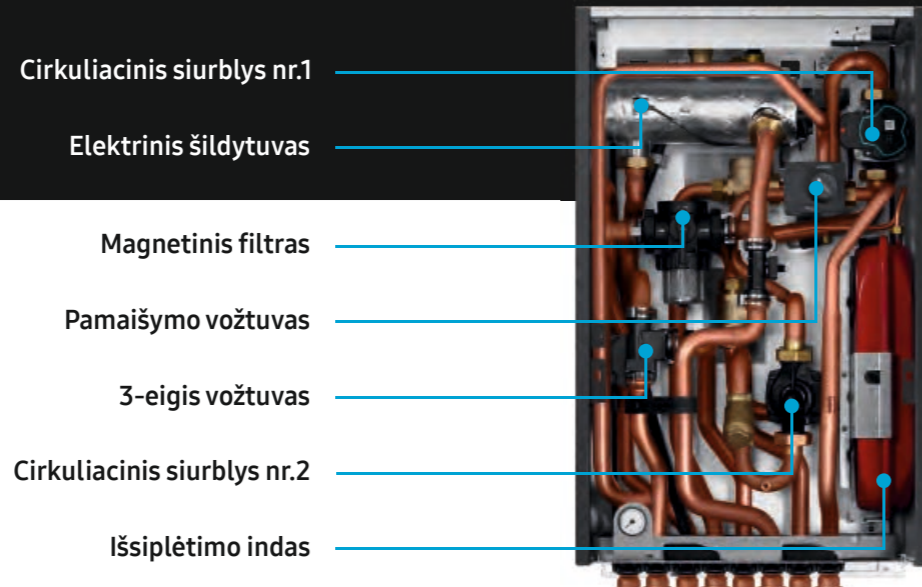 Cirkuliacinis siurblys nr.1
Elektrinis šildytuvas
Magnetinis filtras
Pamaišymo vožtuvas
3-eigis vožtuvas
Cirkuliacinis siurblys nr.2
Išsiplėtimo indas